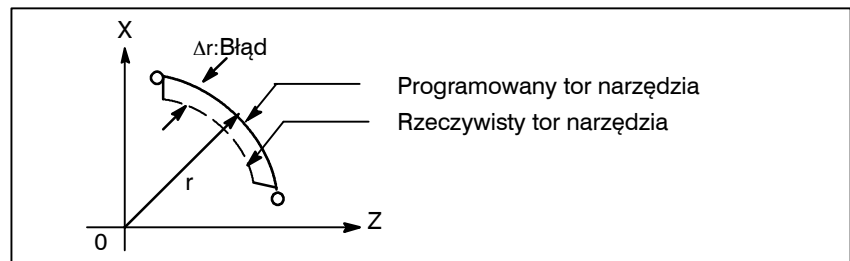 X
Δr:Błąd
Programowany tor narzędzia
Rzeczywisty tor narzędzia
r
Z
0